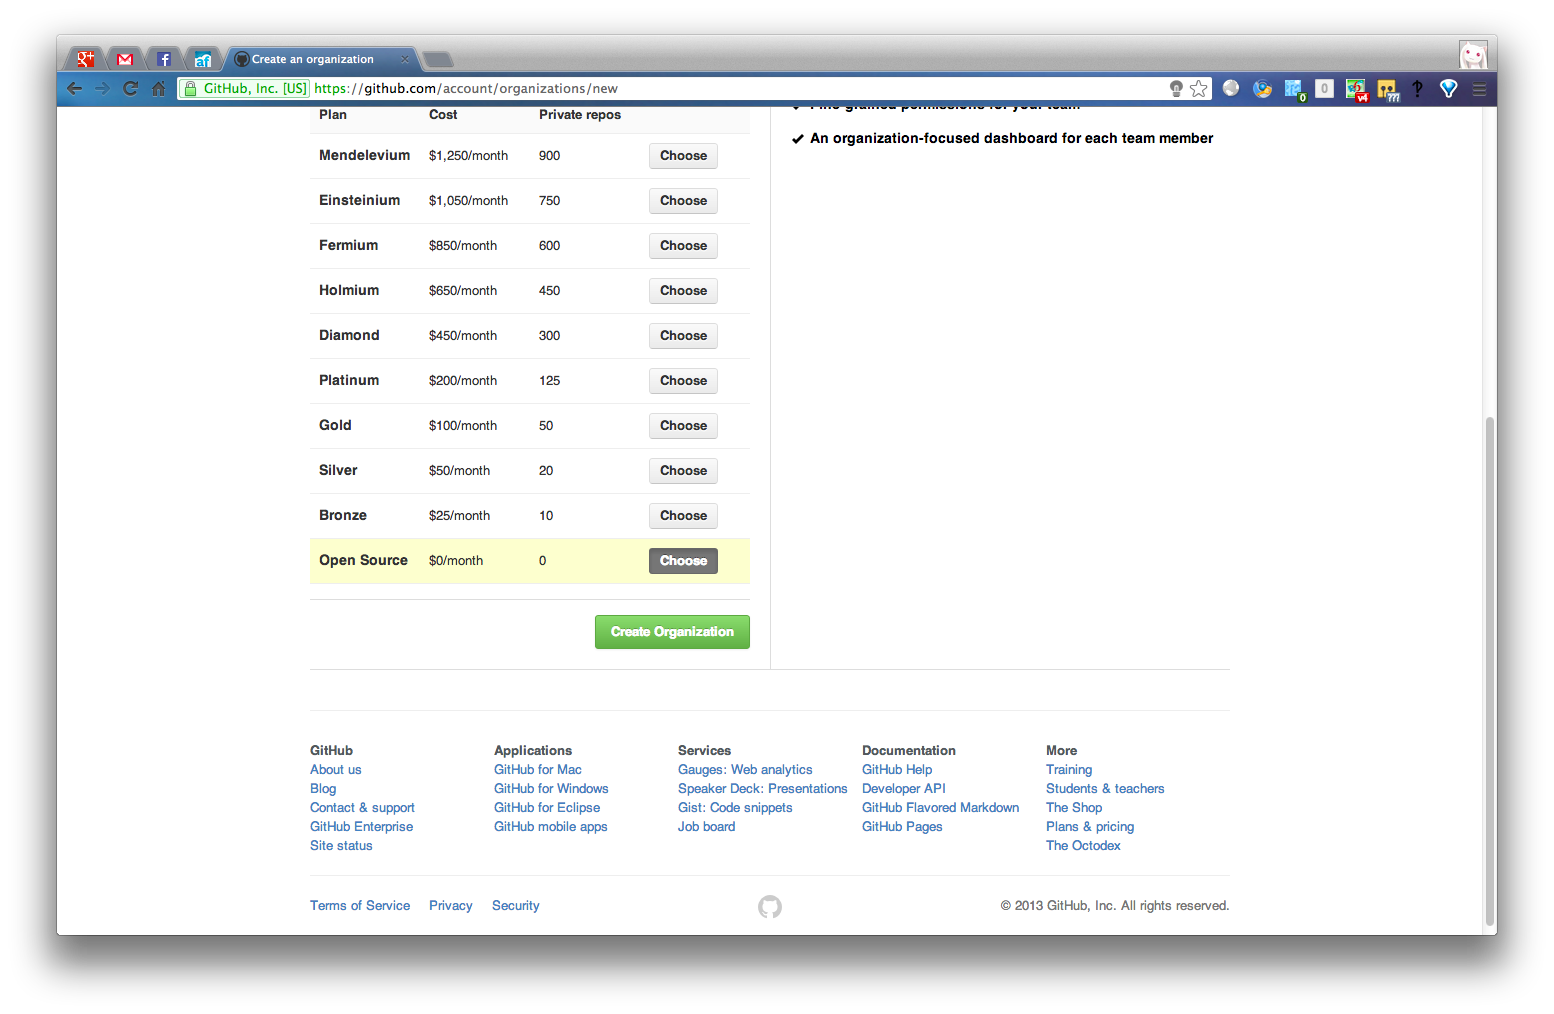 Create an organization
GitHub, Inc. [US] https://github.com/account/organizations/new
Plan Cost Private repos
Fine-grained permissions for your team
An organization-focused dashboard for each team member
Mendelevium $1,250/month 900 Choose
Einsteinium $1,050/month 750 Choose
Fermium $850/month 600 Choose
Holmium $650/month 450 Choose
Diamond $450/month 300 Choose
Platinum $200/month 125 Choose
Gold $100/month 50 Choose
Silver $50/month 20 Choose
Bronze $25/month 10 Choose
Open Source $0/month 0 Choose
Create Organization
GitHub Applications Services Documentation More
About us GitHub for Mac Gauges: Web analytics GitHub Help Training
Blog GitHub for Windows Speaker Deck: Presentations Developer API Students & teachers
Contact & support GitHub for Eclipse Gist: Code snippets GitHub Flavored Markdown The Shop
GitHub Enterprise GitHub mobile apps Job board GitHub Pages Plans & pricing
Site status The Octodex
Terms of Service Privacy Security © 2013 GitHub, Inc. All rights reserved.